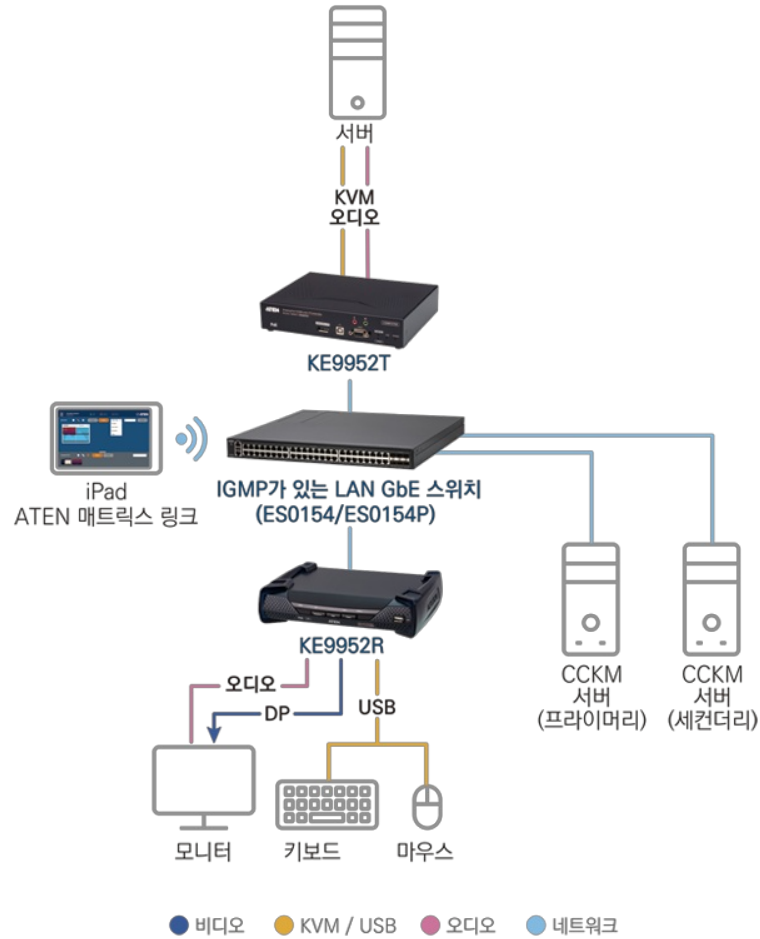 서버
KVM
오디오
ATEN
KE9952T
iPad
ATEN 매트릭스 링크
IGMP가 있는 LAN GbE 스위치
(ES0154/ES0154P)
KE9952R
오디오
DP
USB
CCKM
서버
(프라이머리)
CCKM
서버
(세컨더리)
모니터
키보드
마우스
비디오
KVM / USB
오디오
네트워크